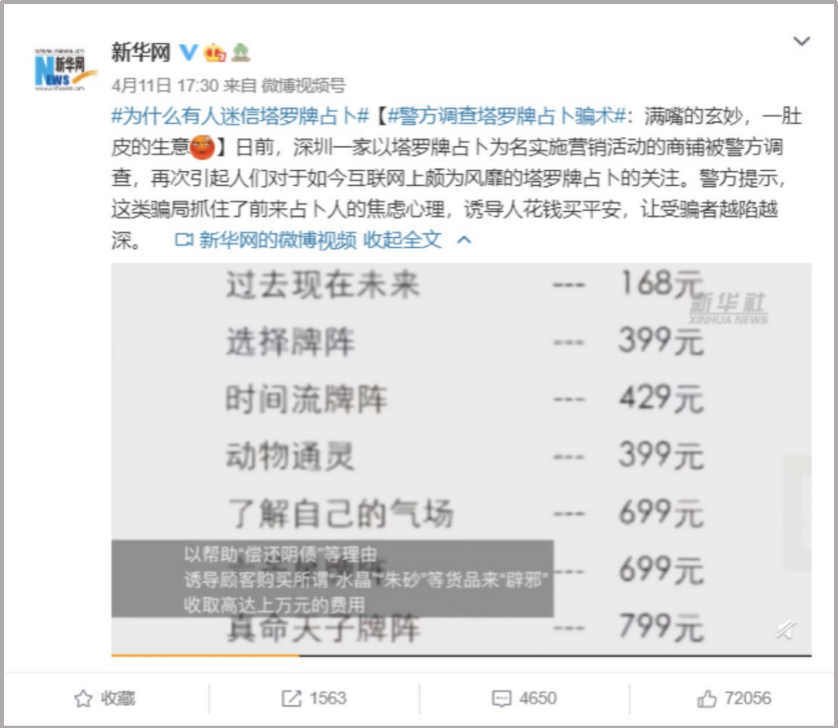 www.news.cn
新华网
NEWS
新华网
4月11日 17:30 来自 微博视频号
#为什么有人迷信塔罗牌占卜#【#警方调查塔罗牌占卜骗术#：满嘴的玄妙，一肚
皮的生意】日前，深圳一家以塔罗牌占卜为名实施营销活动的商铺被警方调
查，再次引起人们对于如今互联网上颇为风靡的塔罗牌占卜的关注。警方提示，
这类骗局抓住了前来占卜人的焦虑心理，诱导人花钱买平安，让受骗者越陷越
深。 新华网的微博视频 收起全文
过去现在未来 --- 168元
新华社
XINHUA NEWS
选择牌阵 --- 399元
时间流牌阵 --- 429元
动物通灵 --- 399元
了解自己的气场 --- 699元
以帮助“偿还阴债”等理由
诱导顾客购买所谓“水晶”“朱砂”等货品来“辟邪”
收取高达上万元的费用
--- 699元
真命天子牌阵 --- 799元
收藏 1563 4650 72056